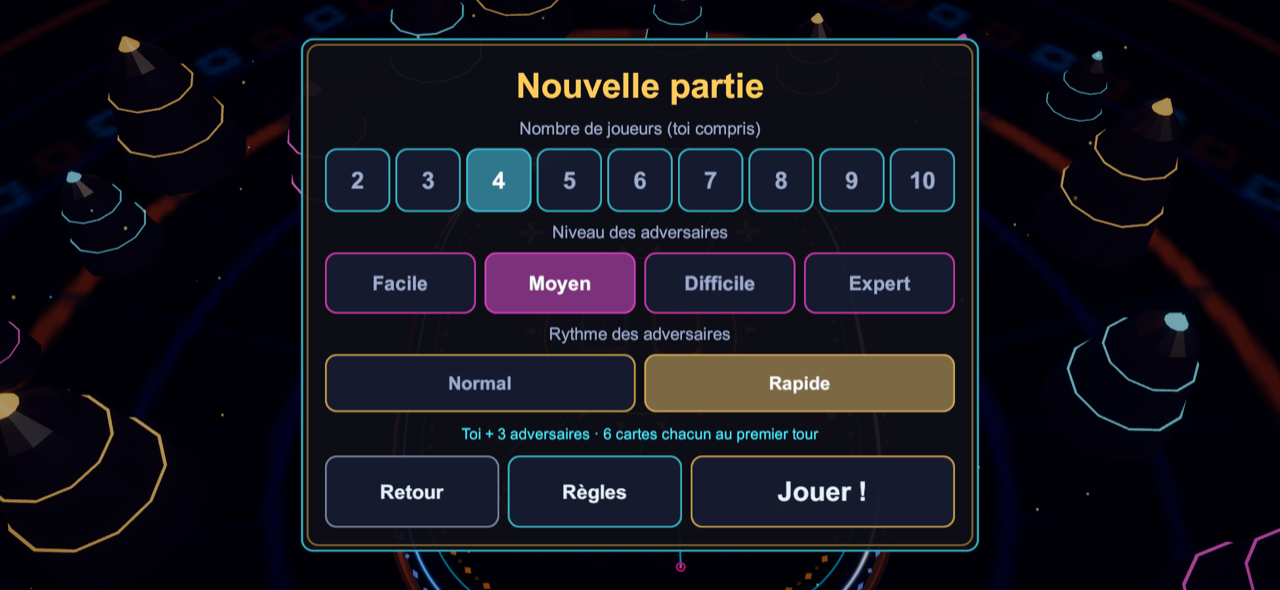 Nouvelle partie
Nombre de joueurs (toi compris)
2 3 4 5 6 7 8 9 10
Niveau des adversaires
Facile Moyen Difficile Expert
Rythme des adversaires
Normal Rapide
Toi + 3 adversaires · 6 cartes chacun au premier tour
Retour Règles Jouer !